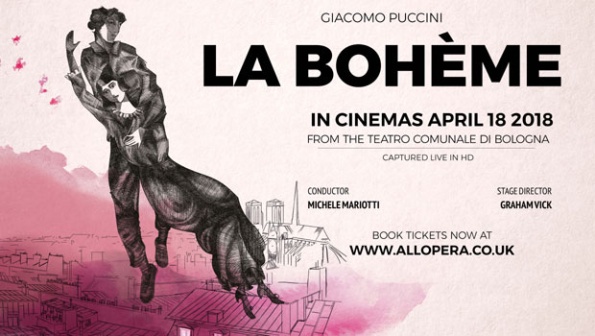 GIACOMO PUCCINI
LA BOHÈME
IN CINEMAS APRIL 18 2018
FROM THE TEATRO COMUNALE DI BOLOGNA
CAPTURED LIVE IN HD
CONDUCTOR
MICHELE MARIOTTI
STAGE DIRECTOR
GRAHAM VICK
BOOK TICKETS NOW AT
WWW.ALLOPERA.CO.UK